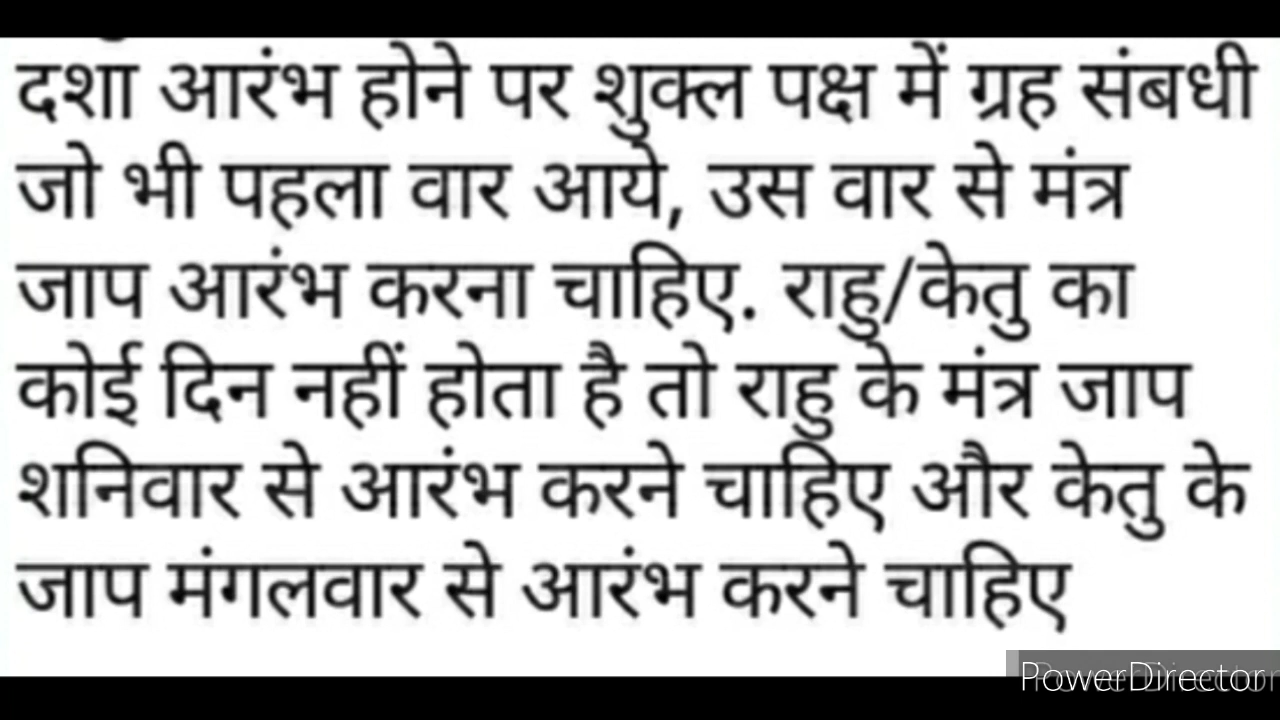 दशा आरंभ होने पर शुक्ल पक्ष में ग्रह संबधी
जो भी पहला वार आये, उस वार से मंत्र
जाप आरंभ करना चाहिए. राहु/केतु का
कोई दिन नहीं होता है तो राहु के मंत्र जाप
शनिवार से आरंभ करने चाहिए और केतु के
जाप मंगलवार से आरंभ करने चाहिए
PowerDirector